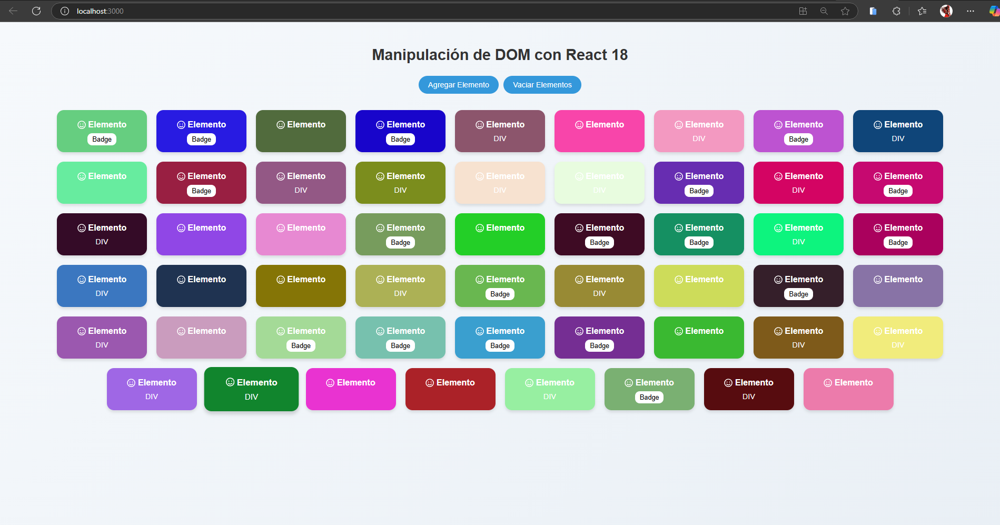 localhost:3000
Manipulación de DOM con React 18
Agregar Elemento Vaciar Elementos
Elemento Elemento Elemento Elemento Elemento Elemento Elemento Elemento Elemento
Badge Badge Badge DIV DIV Badge DIV
Elemento Elemento Elemento Elemento Elemento Elemento Elemento Elemento Elemento
Badge DIV DIV DIV DIV Badge DIV Badge
Elemento Elemento Elemento Elemento Elemento Elemento Elemento Elemento Elemento
DIV Badge Badge Badge DIV Badge
Elemento Elemento Elemento Elemento Elemento Elemento Elemento Elemento Elemento
DIV DIV Badge DIV Badge
Elemento Elemento Elemento Elemento Elemento Elemento Elemento Elemento Elemento
DIV Badge Badge Badge Badge DIV DIV
Elemento Elemento Elemento Elemento Elemento Elemento Elemento Elemento
DIV DIV DIV Badge DIV